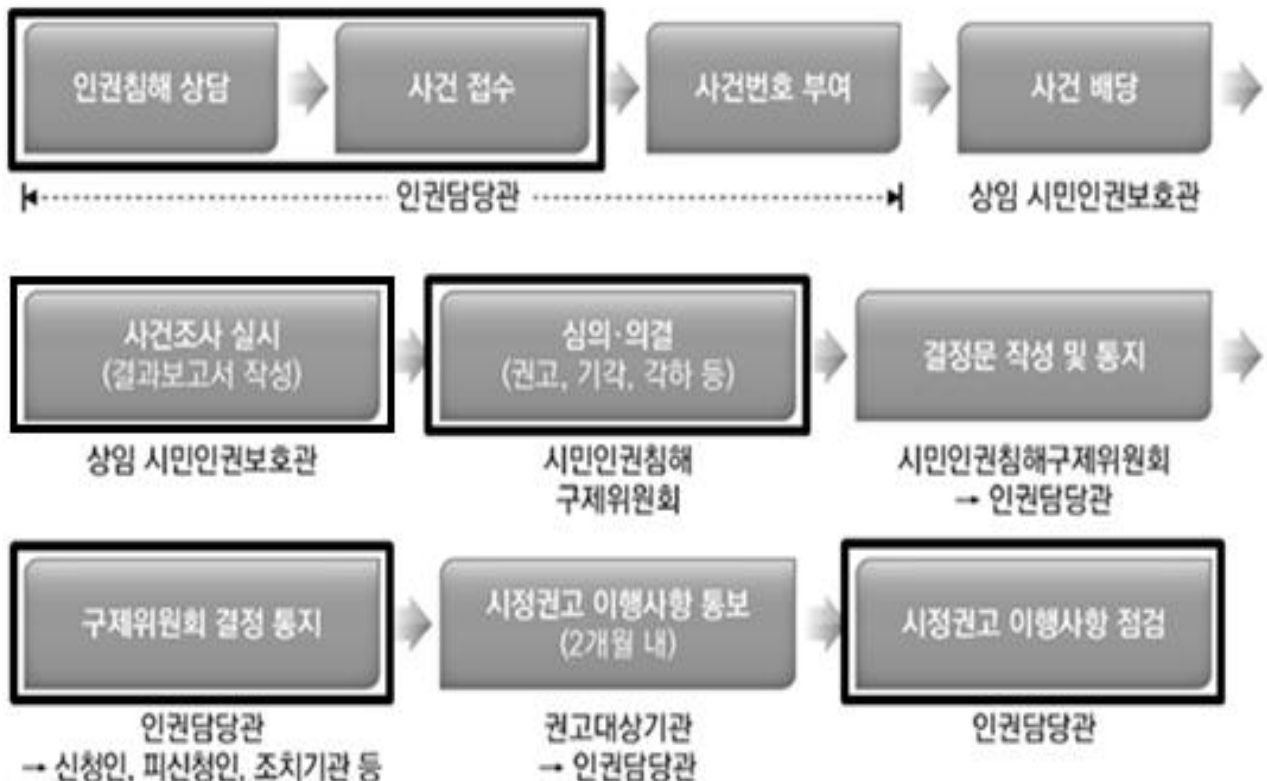 인권침해 상담
사건 접수
사건번호 부여
사건 배당
인권담당관
상임 시민인권보호관
사건조사 실시
(결과보고서 작성)
심의·의결
(권고, 기각, 각하 등)
결정문 작성 및 통지
상임 시민인권보호관
시민인권침해
구제위원회
시민인권침해구제위원회
→ 인권담당관
구제위원회 결정 통지
시정권고 이행사항 통보
(2개월 내)
시정권고 이행사항 점검
인권담당관
→ 신청인, 피신청인, 조치기관 등
권고대상기관
→ 인권담당관
인권담당관